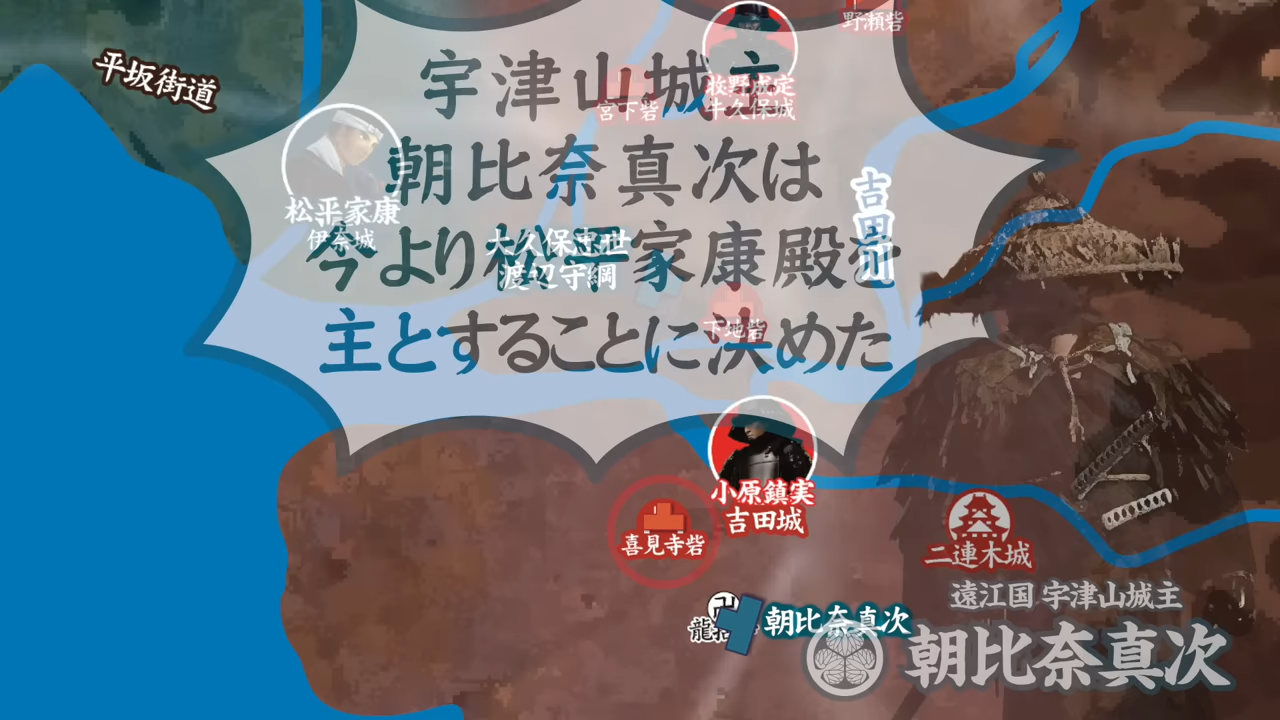 宇津山城主
朝比奈真次は
今より松平家康殿を
主とすることに決めた
平坂街道
野瀬砦
牧野成定
牛久保城
宮下砦
松平家康
伊奈城
大久保忠世
渡辺守綱
吉田川
下地砦
小原鎮実
吉田城
喜見寺砦
二連木城
朝比奈真次
遠江国 宇津山城主
朝比奈真次